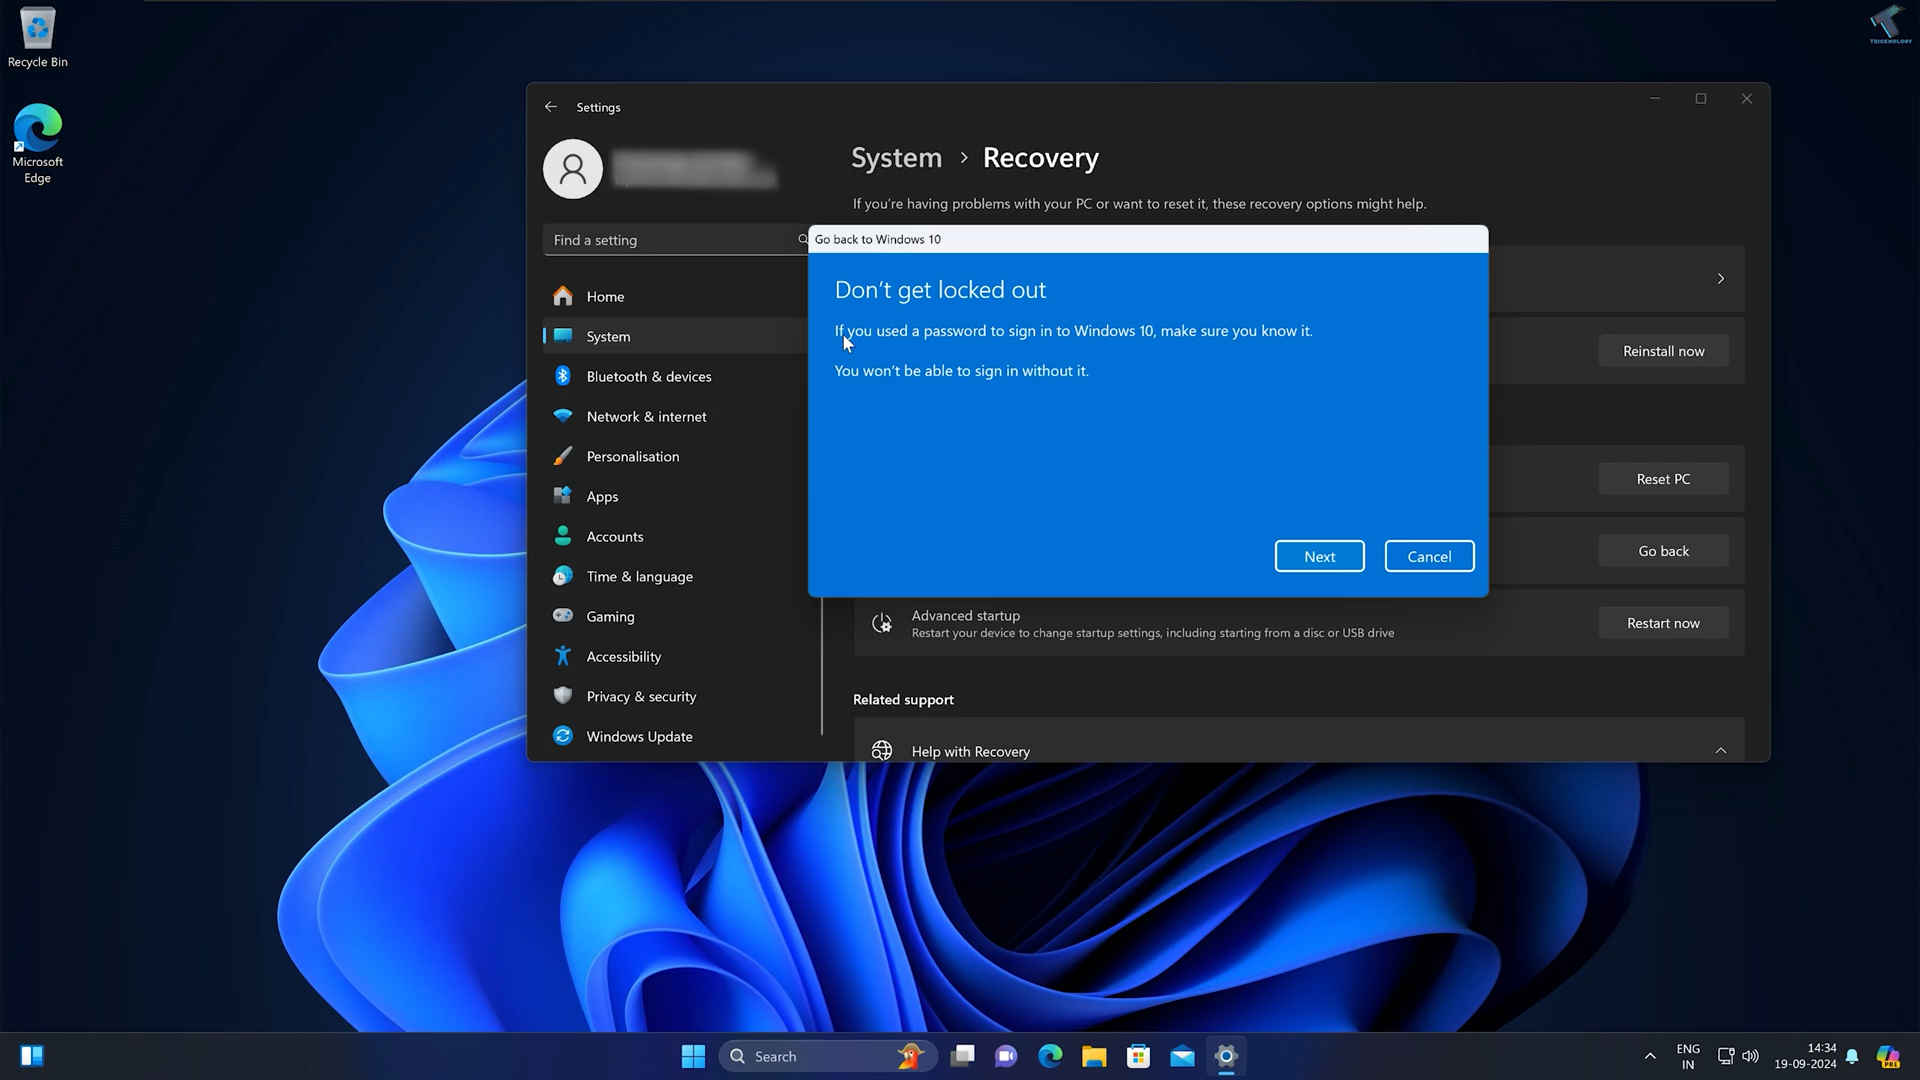 Recycle Bin
Microsoft
Edge
TRICKNOLOGY
Settings
Find a setting
Home
System
Bluetooth & devices
Network & internet
Personalisation
Apps
Accounts
Time & language
Gaming
Accessibility
Privacy & security
Windows Update
System > Recovery
If you're having problems with your PC or want to reset it, these recovery options might help.
Go back to Windows 10
Don't get locked out
If you used a password to sign in to Windows 10, make sure you know it.
You won't be able to sign in without it.
Next
Cancel
Reinstall now
Reset PC
Go back
Advanced startup
Restart your device to change startup settings, including starting from a disc or USB drive
Restart now
Related support
Help with Recovery
Search
ENG
IN
14:34
19-09-2024
PRE